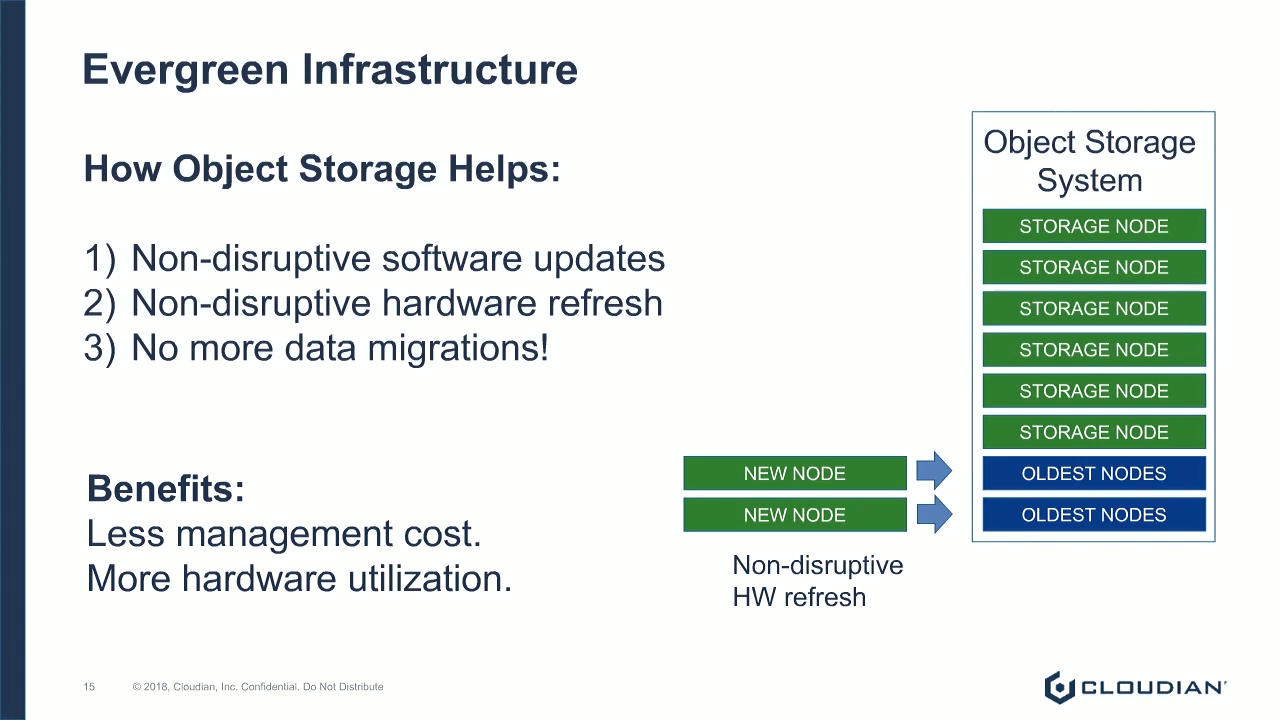 Evergreen Infrastructure
How Object Storage Helps:
1) Non-disruptive software updates
2) Non-disruptive hardware refresh
3) No more data migrations!
Benefits:
Less management cost.
More hardware utilization.
Object Storage
System
STORAGE NODE
STORAGE NODE
STORAGE NODE
STORAGE NODE
STORAGE NODE
STORAGE NODE
NEW NODE
OLDEST NODES
NEW NODE
OLDEST NODES
Non-disruptive
HW refresh
15
© 2018, Cloudian, Inc. Confidential. Do Not Distribute
CLOUDIAN